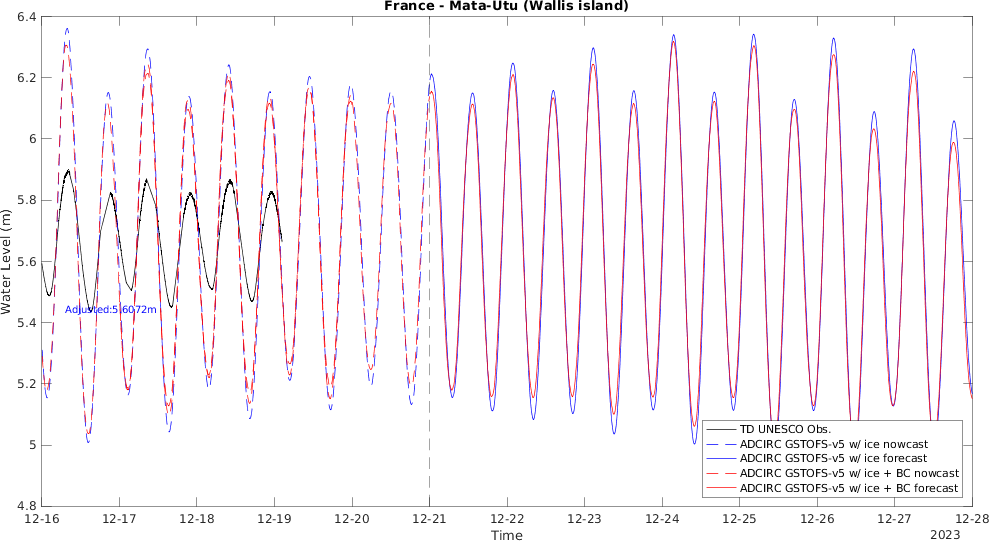 France - Mata-Utu (Wallis island)
6.4
6.2
6
5.8
5.6
5.4
5.2
5
4.8
Water Level (m)
Adjusted:5.6072m
TD UNESCO Obs.
ADCIRC GSTOFS-v5 w/ ice nowcast
ADCIRC GSTOFS-v5 w/ ice forecast
ADCIRC GSTOFS-v5 w/ ice + BC nowcast
ADCIRC GSTOFS-v5 w/ ice + BC forecast
12-16 12-17 12-18 12-19 12-20 12-21 12-22 12-23 12-24 12-25 12-26 12-27 12-28
Time
2023